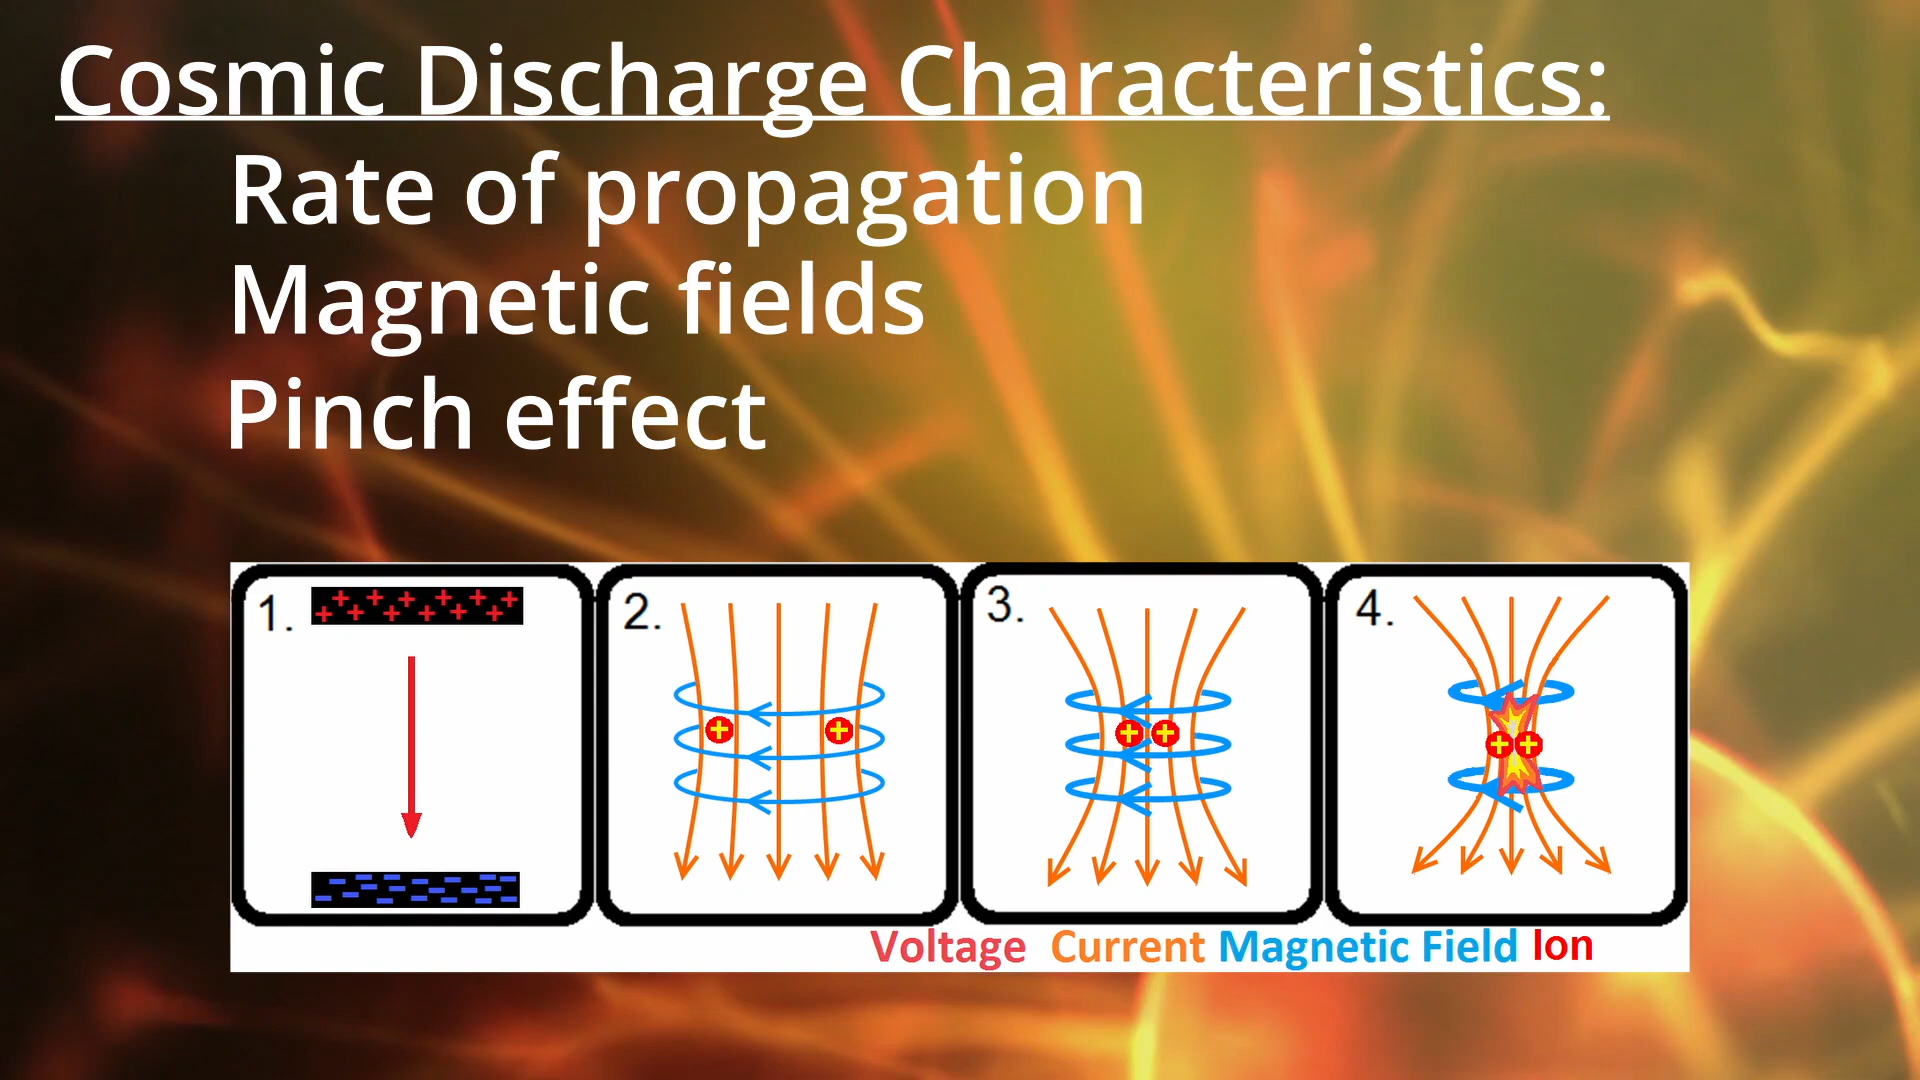 Cosmic Discharge Characteristics:
Rate of propagation
Magnetic fields
Pinch effect
1.
2.
3.
4.
Voltage Current Magnetic Field Ion